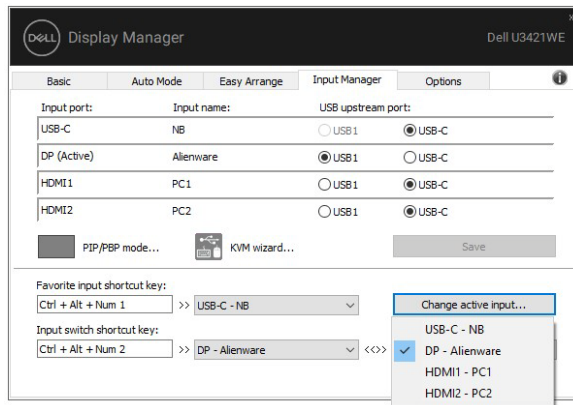 DELL Display Manager Dell U3421WE
Basic Auto Mode Easy Arrange Input Manager Options
Input port: Input name: USB upstream port:
USB-C NB USB1 USB-C
DP (Active) Alienware USB1 USB-C
HDMI1 PC1 USB1 USB-C
HDMI2 PC2 USB1 USB-C
PIP/PBP mode... KVM wizard... Save
Favorite input shortcut key:
Ctrl + Alt + Num 1 >> USB-C - NB Change active input...
Input switch shortcut key:
Ctrl + Alt + Num 2 >> DP - Alienware <<>>
USB-C - NB
DP - Alienware
HDMI1 - PC1
HDMI2 - PC2